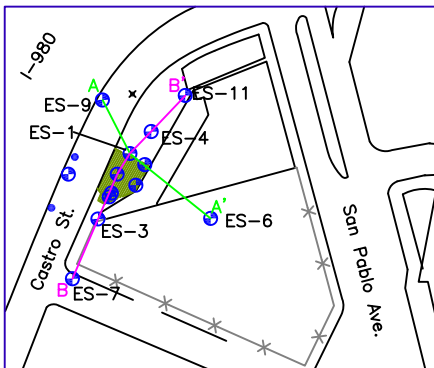 I-980
A
B'
ES-9
ES-11
ES-1
ES-4
A'
ES-6
ES-3
Castro St.
San Pablo Ave.
B
ES-7